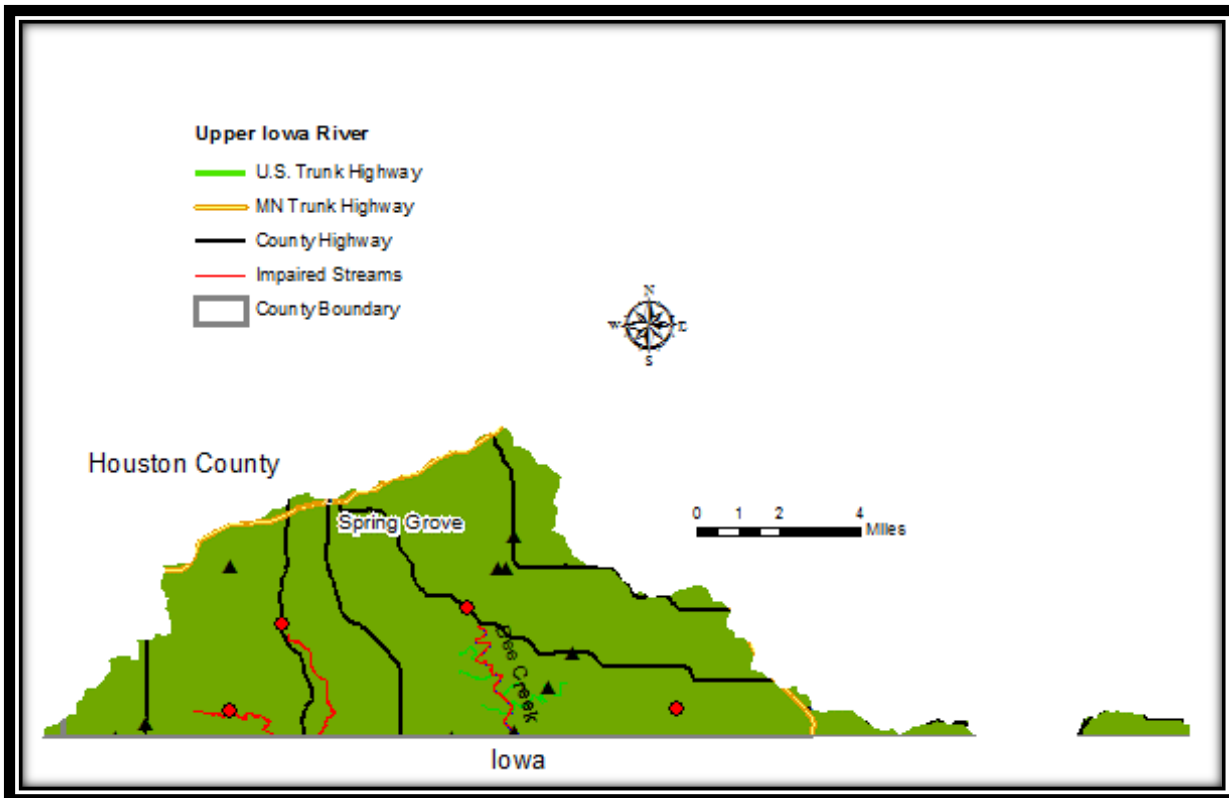 Upper Iowa River
U.S. Trunk Highway
MN Trunk Highway
County Highway
Impaired Streams
County Boundary
N
W E
S
Houston County
0 1 2 4
Miles
Spring Grove
Bee Creek
Iowa